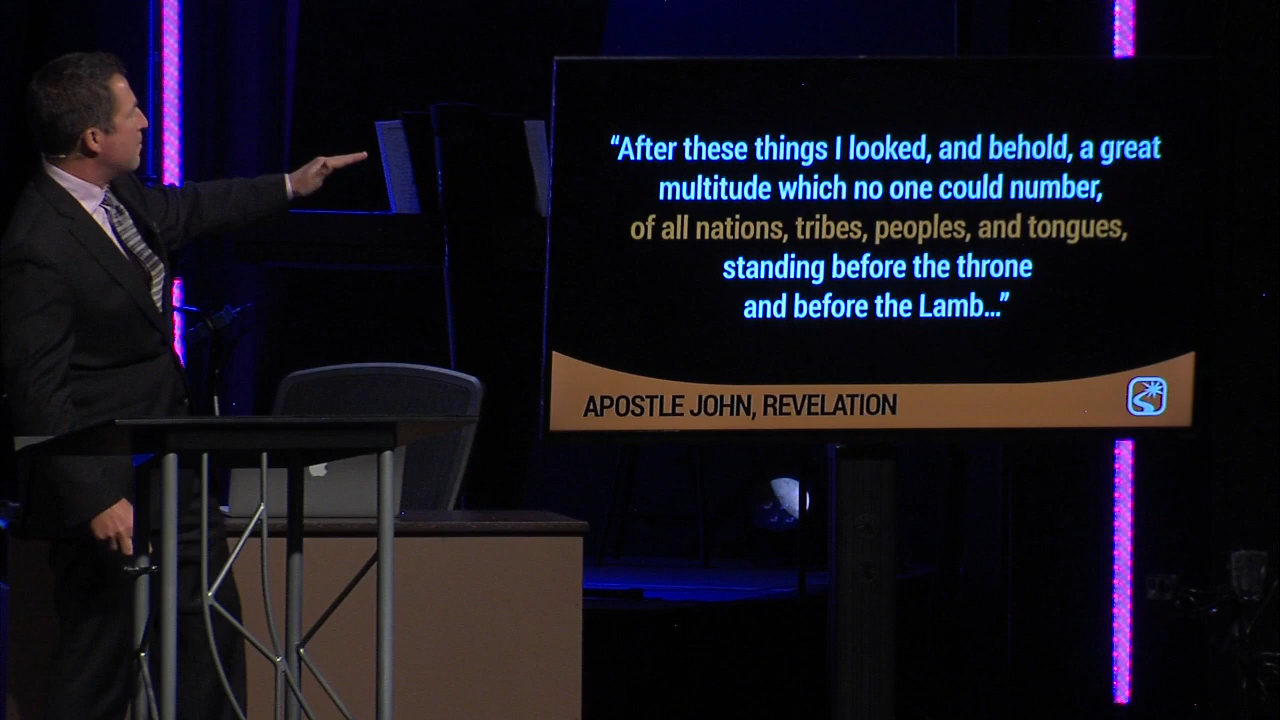 “After these things I looked, and behold, a great
multitude which no one could number,
of all nations, tribes, peoples, and tongues,
standing before the throne
and before the Lamb...”
APOSTLE JOHN, REVELATION